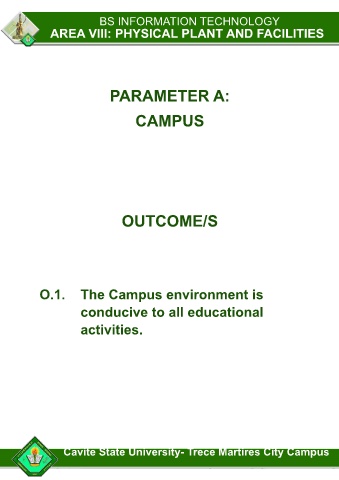 BS INFORMATION TECHNOLOGY
AREA VIII: PHYSICAL PLANT AND FACILITIES
PARAMETER A:
CAMPUS
OUTCOME/S
O.1. The Campus environment is
conducive to all educational
activities.
Cavite State University- Trece Martires City Campus